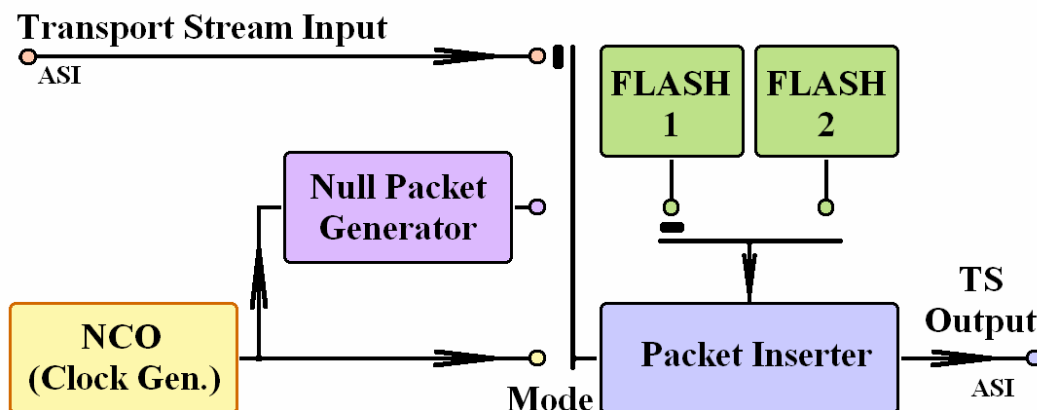 Transport Stream Input
ASI
FLASH
1
FLASH
2
Null Packet
Generator
NCO
(Clock Gen.)
Mode
Packet Inserter
TS
Output
ASI